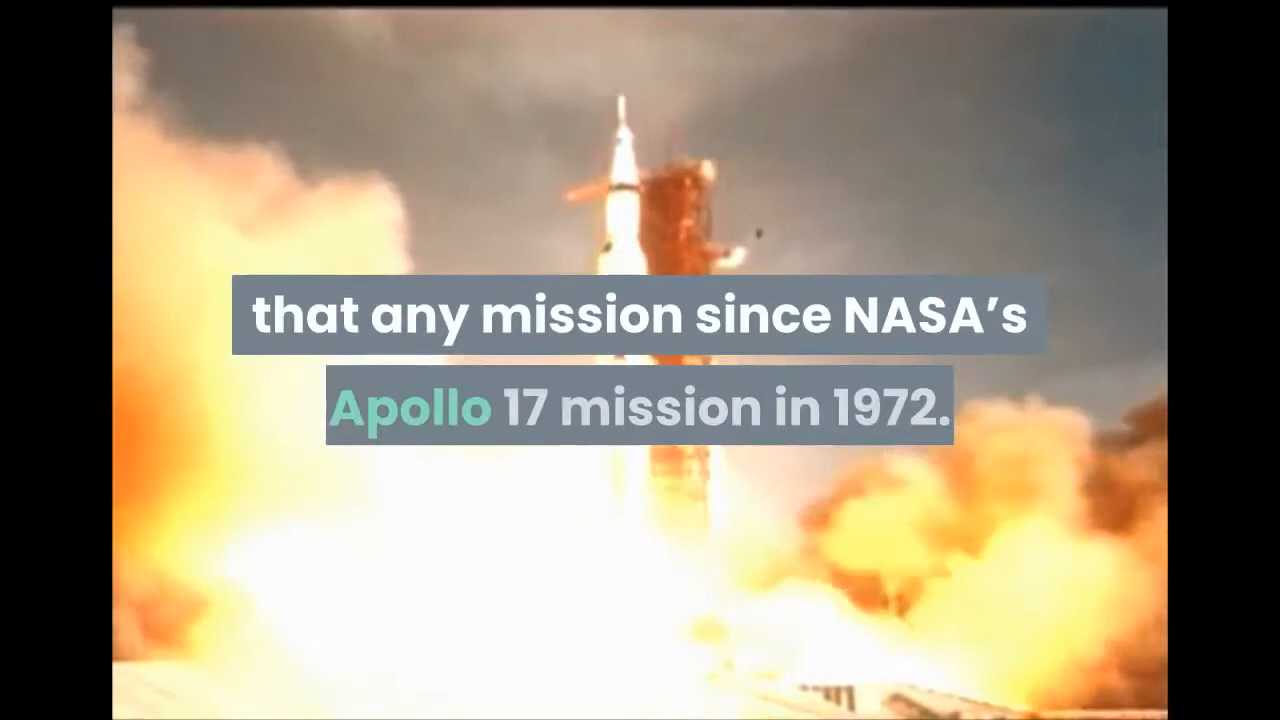 that any mission since NASA’s
Apollo 17 mission in 1972.